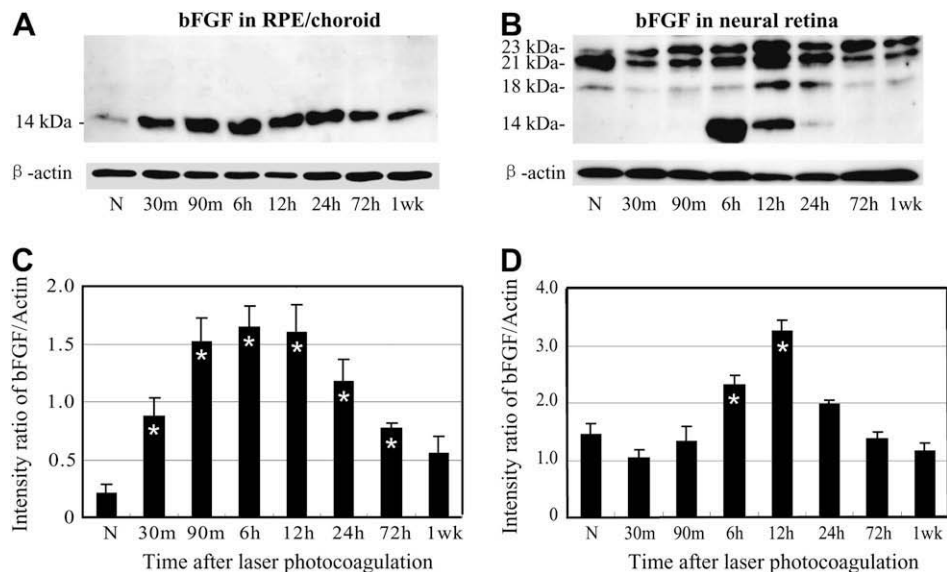 A bFGF in RPE/choroid
14 kDa -
β -actin
N 30m 90m 6h 12h 24h 72h 1wk
B bFGF in neural retina
23 kDa-
21 kDa-
18 kDa-
14 kDa-
β -actin
N 30m 90m 6h 12h 24h 72h 1wk
C
Intensity ratio of bFGF/Actin
2.0
1.5
1.0
0.5
0
* * * * * *
N 30m 90m 6h 12h 24h 72h 1wk
Time after laser photocoagulation
D
Intensity ratio of bFGF/Actin
4.0
3.0
2.0
1.0
0
* *
N 30m 90m 6h 12h 24h 72h 1wk
Time after laser photocoagulation